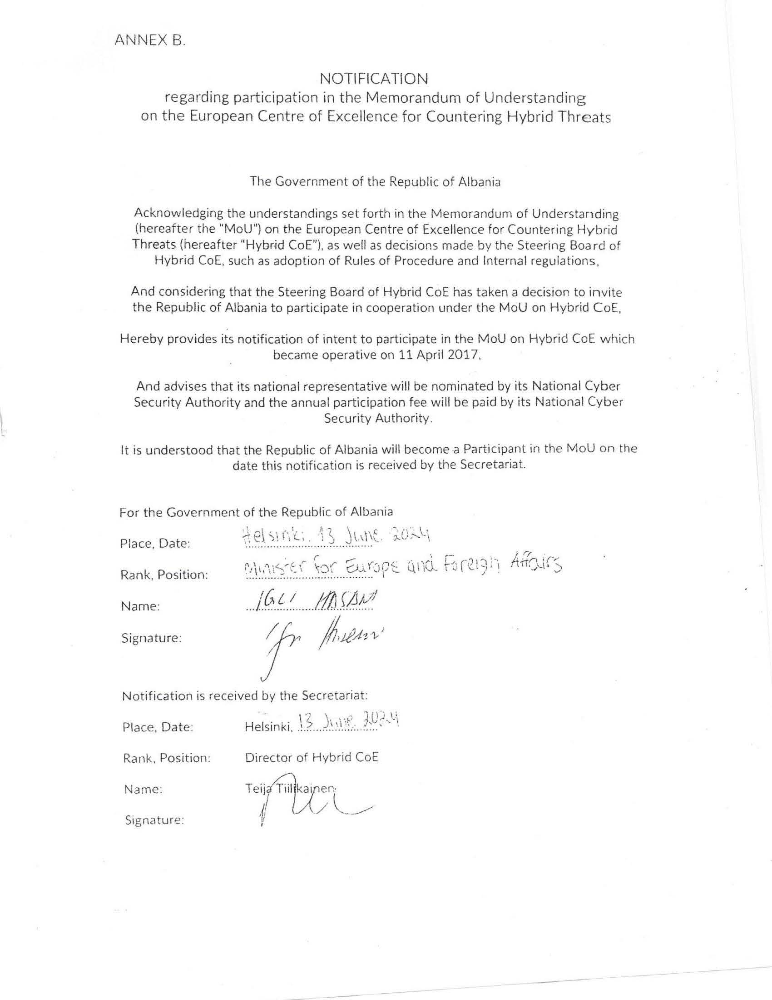 ANNEX B.
NOTIFICATION
regarding participation in the Memorandum of Understanding
on the European Centre of Excellence for Countering Hybrid Threats
The Government of the Republic of Albania
Acknowledging the understandings set forth in the Memorandum of Understanding
(hereafter the "MoU") on the European Centre of Excellence for Countering Hybrid
Threats (hereafter "Hybrid CoE"), as well as decisions made by the Steering Board of
Hybrid CoE, such as adoption of Rules of Procedure and Internal regulations,
And considering that the Steering Board of Hybrid CoE has taken a decision to invite
the Republic of Albania to participate in cooperation under the MoU on Hybrid CoE,
Hereby provides its notification of intent to participate in the MoU on Hybrid CoE which
became operative on 11 April 2017,
And advises that its national representative will be nominated by its National Cyber
Security Authority and the annual participation fee will be paid by its National Cyber
Security Authority.
It is understood that the Republic of Albania will become a Participant in the MoU on the
date this notification is received by the Secretariat.
For the Government of the Republic of Albania
Place, Date: Helsinki. 13 June. 2024
Rank, Position: Minister for Europe and Foreign Affairs
Name: IGLI HASANI
Signature:
Notification is received by the Secretariat:
Place, Date: Helsinki, 13 June. 2024
Rank, Position: Director of Hybrid CoE
Name: Teija Tiilikainen
Signature: